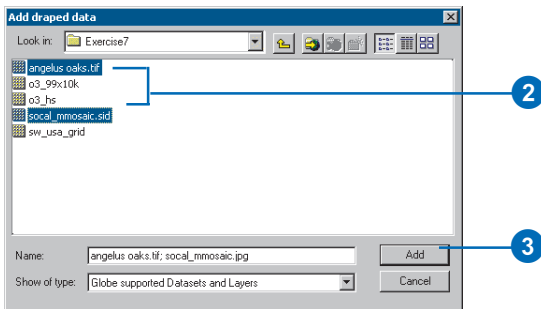 Add draped data
Look in: Exercise7
angelus oaks.tif
o3_99x10k
o3_hs
socal_mmosaic.sid
sw_usa_grid
2
Name: angelus oaks.tif; socal_mmosaic.jpg Add
3
Show of type: Globe supported Datasets and Layers Cancel